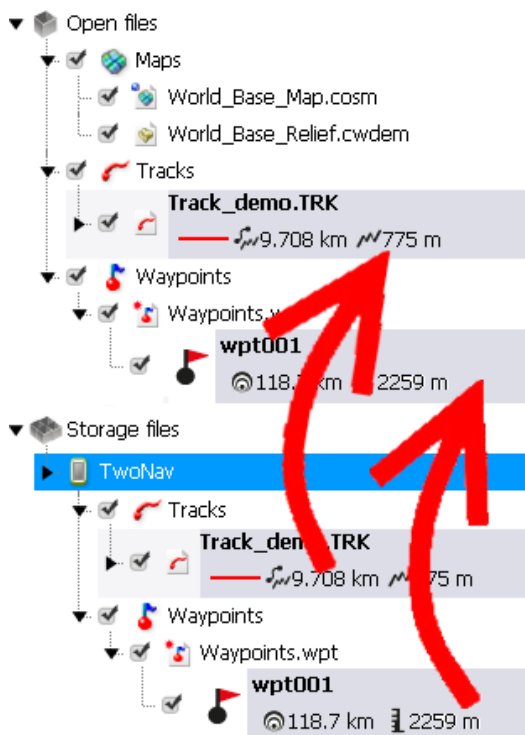 Open files
Maps
World_Base_Map.cosm
World_Base_Relief.cwdem
Tracks
Track_demo.TRK
9.708 km 775 m
Waypoints
wpt001
2259 m
Storage files
TwoNav
Tracks
9.708 km
Waypoints
Waypoints.wpt
wpt001
118.7 km 2259 m